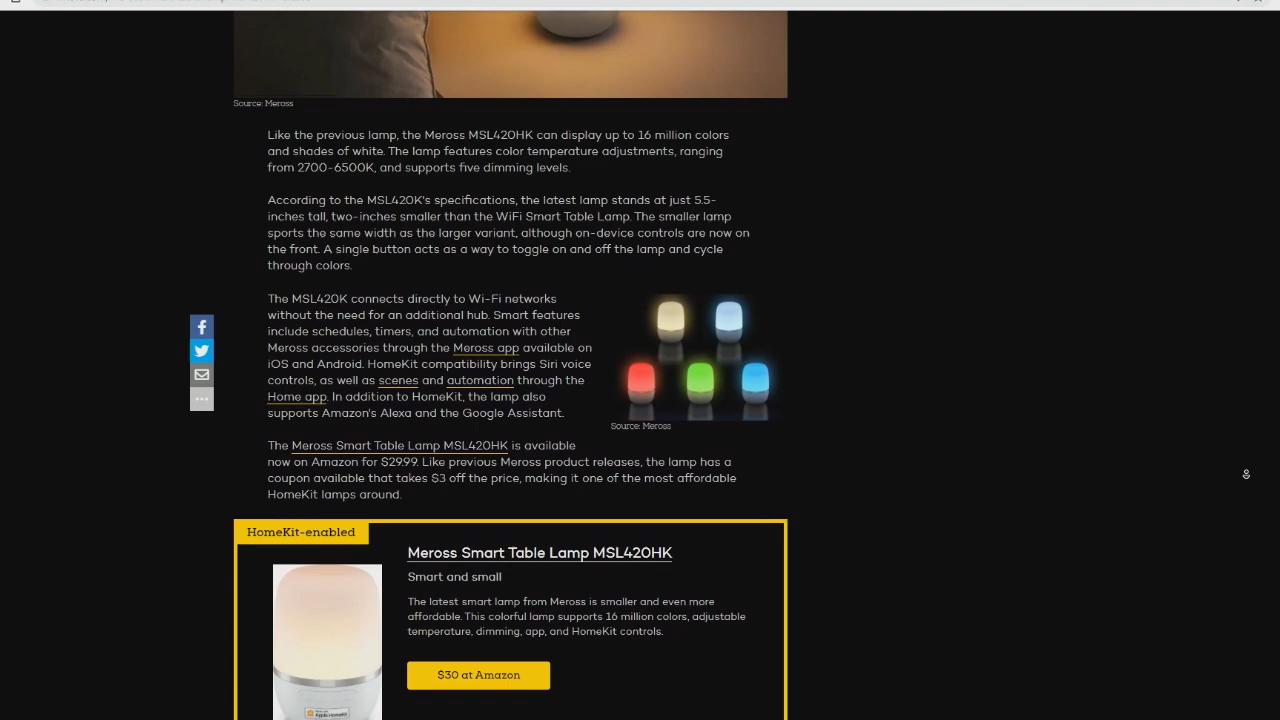 Source: Meross
Like the previous lamp, the Meross MSL420HK can display up to 16 million colors
and shades of white. The lamp features color temperature adjustments, ranging
from 2700-6500K, and supports five dimming levels.
According to the MSL420K's specifications, the latest lamp stands at just 5.5-
inches tall, two-inches smaller than the WiFi Smart Table Lamp. The smaller lamp
sports the same width as the larger variant, although on-device controls are now on
the front. A single button acts as a way to toggle on and off the lamp and cycle
through colors.
The MSL420K connects directly to Wi-Fi networks
without the need for an additional hub. Smart features
include schedules, timers, and automation with other
Meross accessories through the Meross app available on
iOS and Android. HomeKit compatibility brings Siri voice
controls, as well as scenes and automation through the
Home app. In addition to HomeKit, the lamp also
supports Amazon's Alexa and the Google Assistant.
Source: Meross
The Meross Smart Table Lamp MSL420HK is available
now on Amazon for $29.99. Like previous Meross product releases, the lamp has a
coupon available that takes $3 off the price, making it one of the most affordable
HomeKit lamps around.
HomeKit-enabled
Meross Smart Table Lamp MSL420HK
Smart and small
The latest smart lamp from Meross is smaller and even more
affordable. This colorful lamp supports 16 million colors, adjustable
temperature, dimming, app, and HomeKit controls.
$30 at Amazon
Apple HomeKit